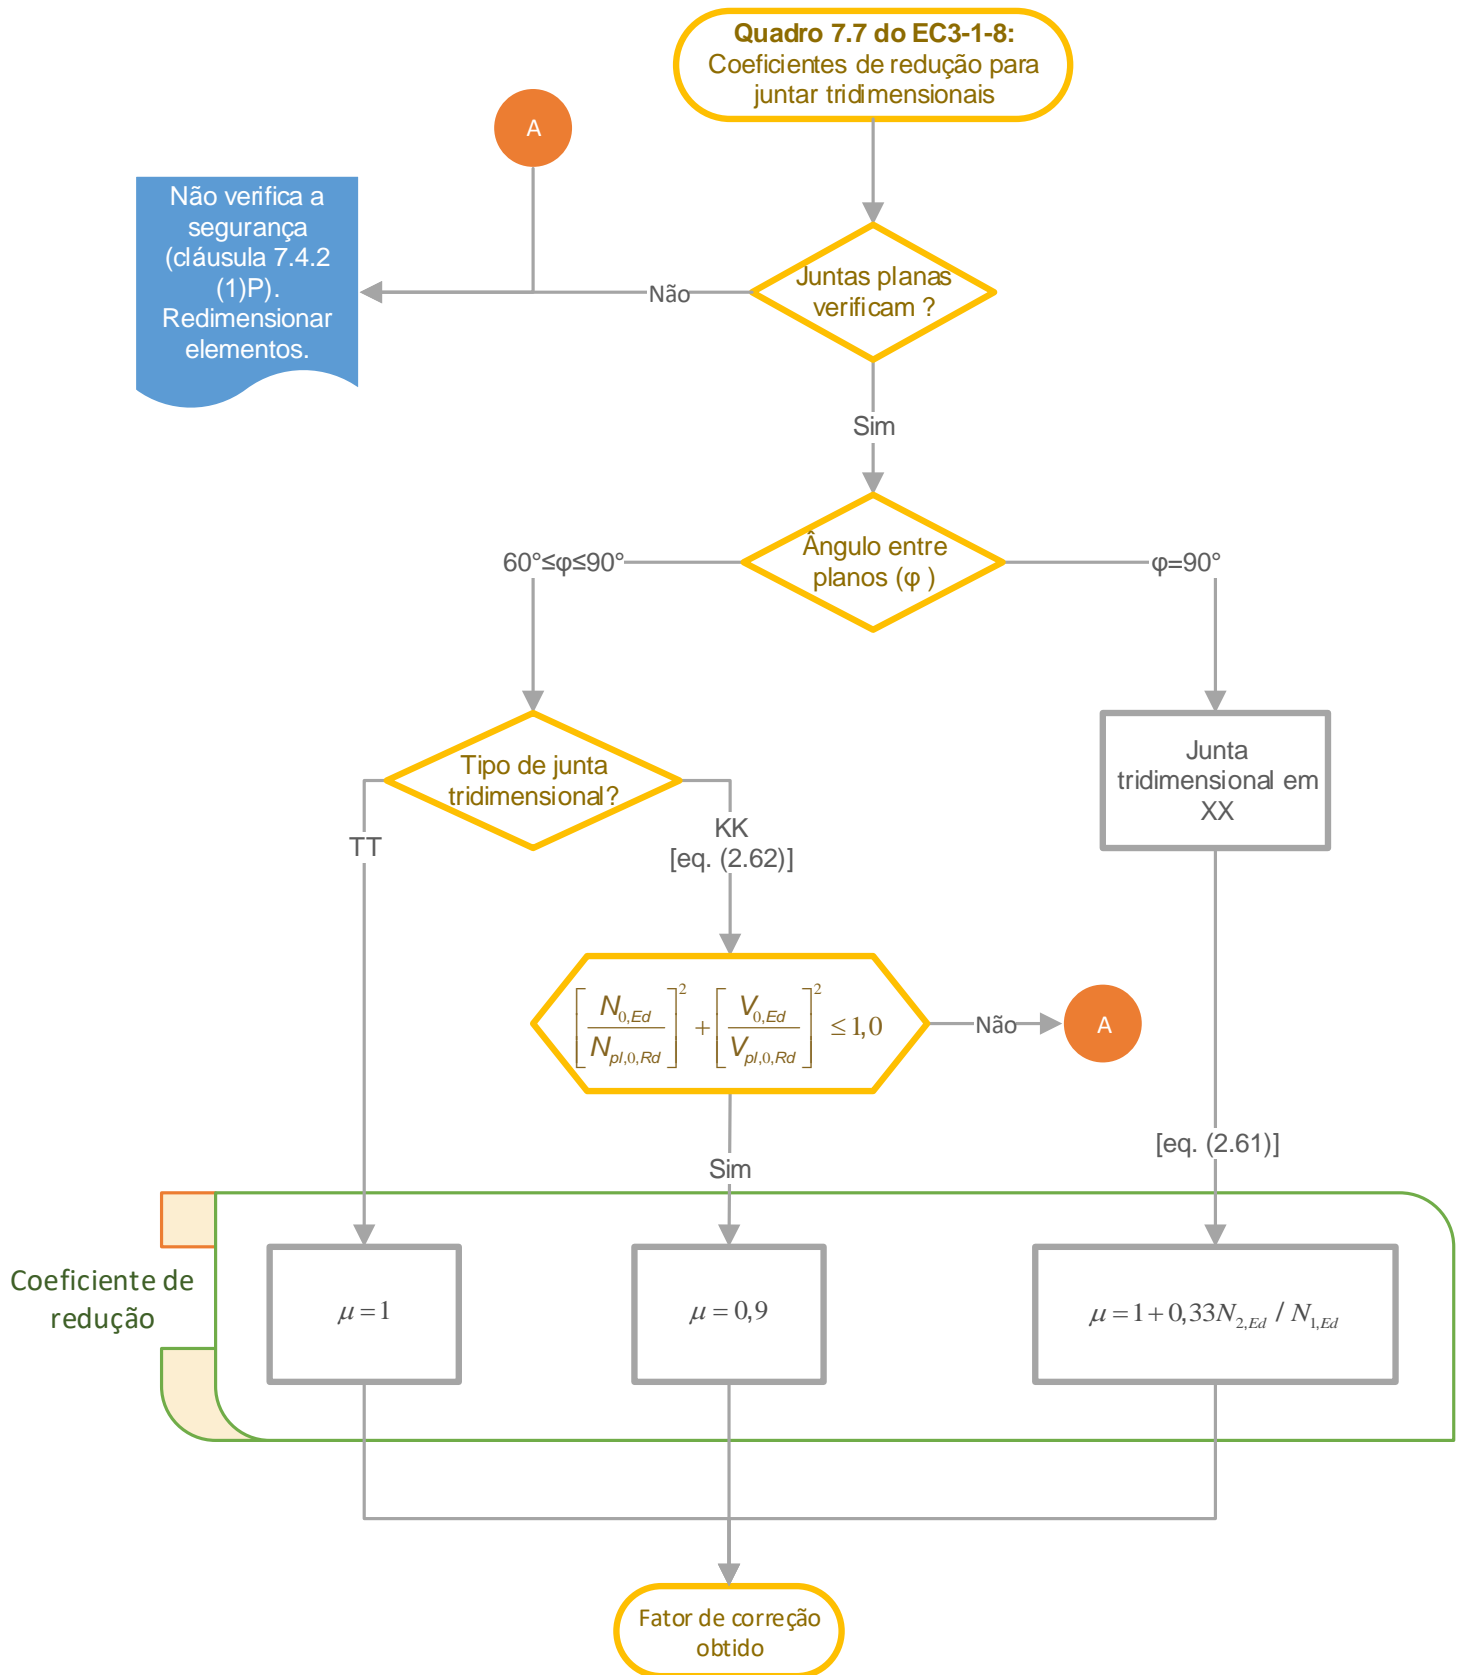 Quadro 7.7 do EC3-1-8:
Coeficientes de redução para
juntar tridimensionais
A
Não verifica a
segurança
(cláusula 7.4.2
(1)P).
Redimensionar
elementos.
Não
Juntas planas
verificam ?
Sim
Ângulo entre
planos (φ )
60°≤φ≤90°
φ=90°
Tipo de junta
tridimensional?
Junta
tridimensional em
XX
TT
KK
[eq. (2.62)]
[N0,Ed / Npl,0,Rd]² + [V0,Ed / Vpl,0,Rd]² ≤ 1,0
Não
A
Sim
[eq. (2.61)]
Coeficiente de
redução
μ = 1
μ = 0,9
μ = 1 + 0,33N2,Ed / N1,Ed
Fator de correção
obtido